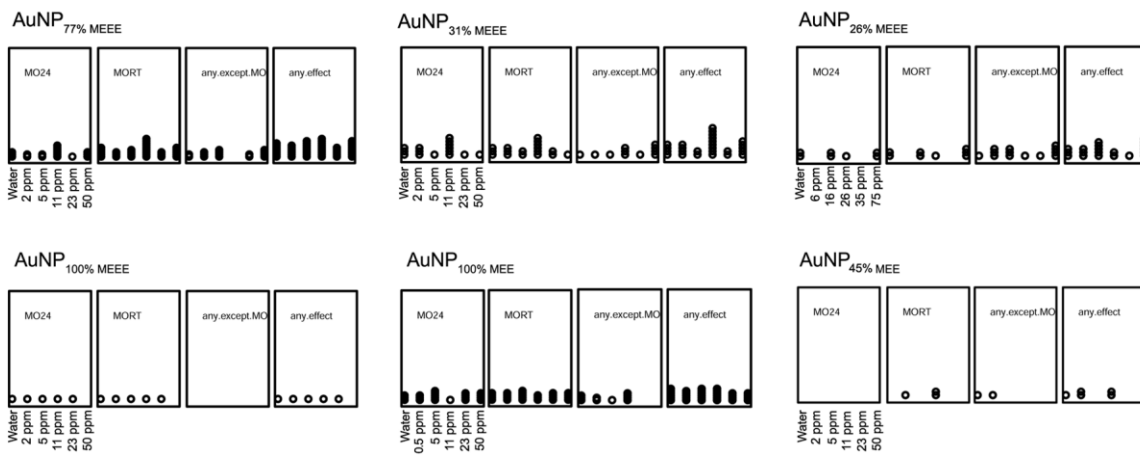 AuNP77% MEEE
MO24 MORT any.except.MO any.effect
Water 2 ppm 5 ppm 11 ppm 23 ppm 50 ppm
AuNP31% MEEE
MO24 MORT any.except.MO any.effect
Water 2 ppm 5 ppm 11 ppm 23 ppm 50 ppm
AuNP26% MEEE
MO24 MORT any.except.MO any.effect
Water 6 ppm 16 ppm 26 ppm 35 ppm 75 ppm
AuNP100% MEEE
MO24 MORT any.except.MO any.effect
Water 2 ppm 5 ppm 11 ppm 23 ppm 50 ppm
AuNP100% MEE
MO24 MORT any.except.MO any.effect
Water 0.5 ppm 5 ppm 11 ppm 23 ppm 50 ppm
AuNP45% MEE
MO24 MORT any.except.MO any.effect
Water 2 ppm 5 ppm 11 ppm 23 ppm 50 ppm